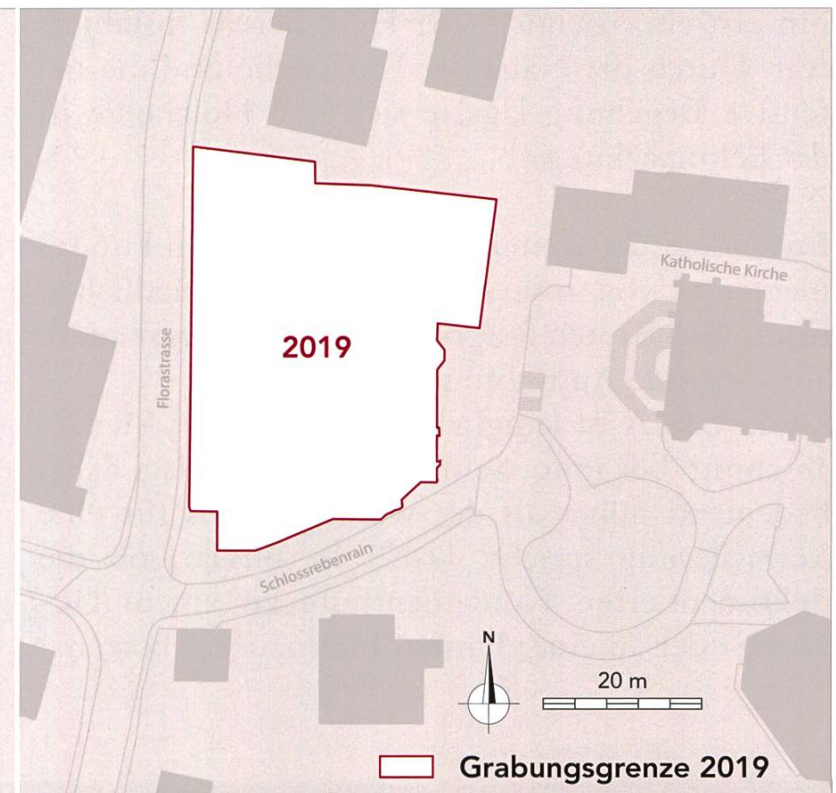 Katholische Kirche
2019
Florastrasse
Schlossrebenrain
N
20 m
Grabungsgrenze 2019